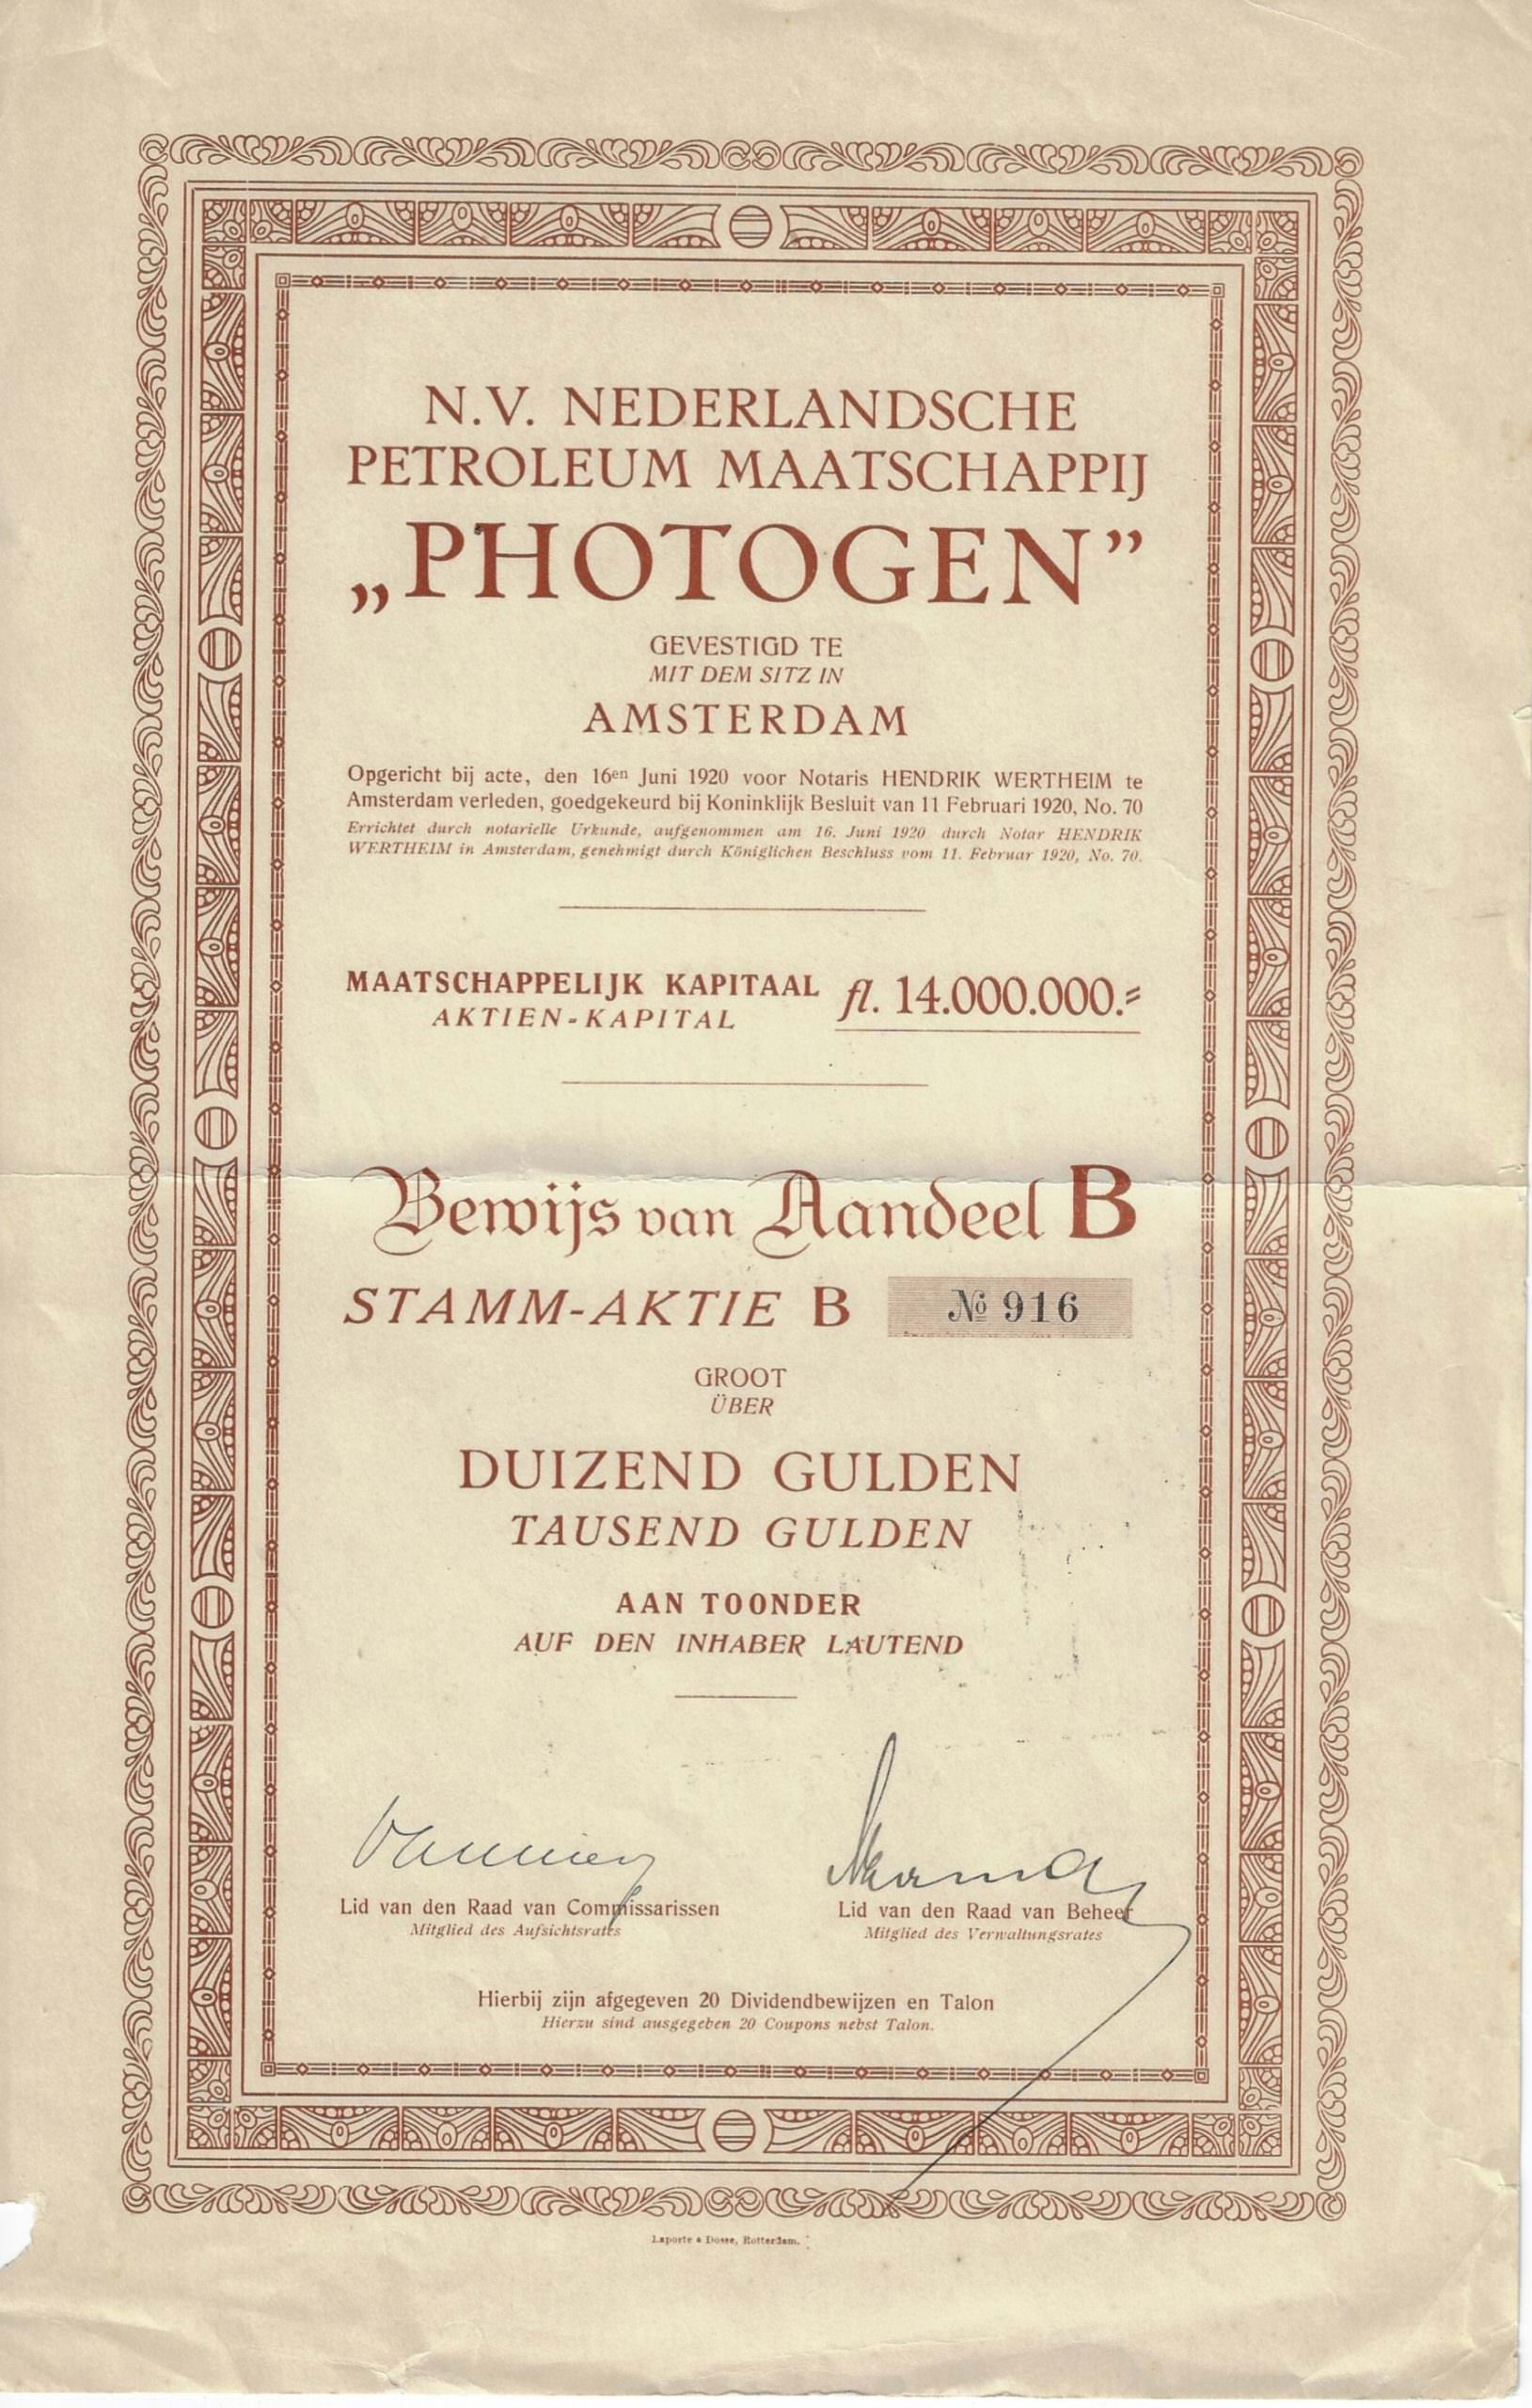 N.V. NEDERLANDSCHE
PETROLEUM MAATSCHAPPIJ
„PHOTOGEN”
GEVESTIGD TE
MIT DEM SITZ IN
AMSTERDAM
Opgericht bij acte, den 16en Juni 1920 voor Notaris HENDRIK WERTHEIM te
Amsterdam verleden, goedgekeurd bij Koninklijk Besluit van 11 Februari 1920, No. 70
Errichtet durch notarielle Urkunde, aufgenommen am 16. Juni 1920 durch Notar HENDRIK
WERTHEIM in Amsterdam, genehmigt durch Königlichen Beschluss vom 11. Februar 1920, No. 70.
MAATSCHAPPELIJK KAPITAAL fl. 14.000.000.=
AKTIEN-KAPITAL
Bewijs van Aandeel B
STAMM-AKTIE B № 916
GROOT
ÜBER
DUIZEND GULDEN
TAUSEND GULDEN
AAN TOONDER
AUF DEN INHABER LAUTEND
Lid van den Raad van Commissarissen
Mitglied des Aufsichtsrates
Lid van den Raad van Beheer
Mitglied des Verwaltungsrates
Hierbij zijn afgegeven 20 Dividendbewijzen en Talon
Hierzu sind ausgegeben 20 Coupons nebst Talon.
Laporte & Dosse, Rotterdam.